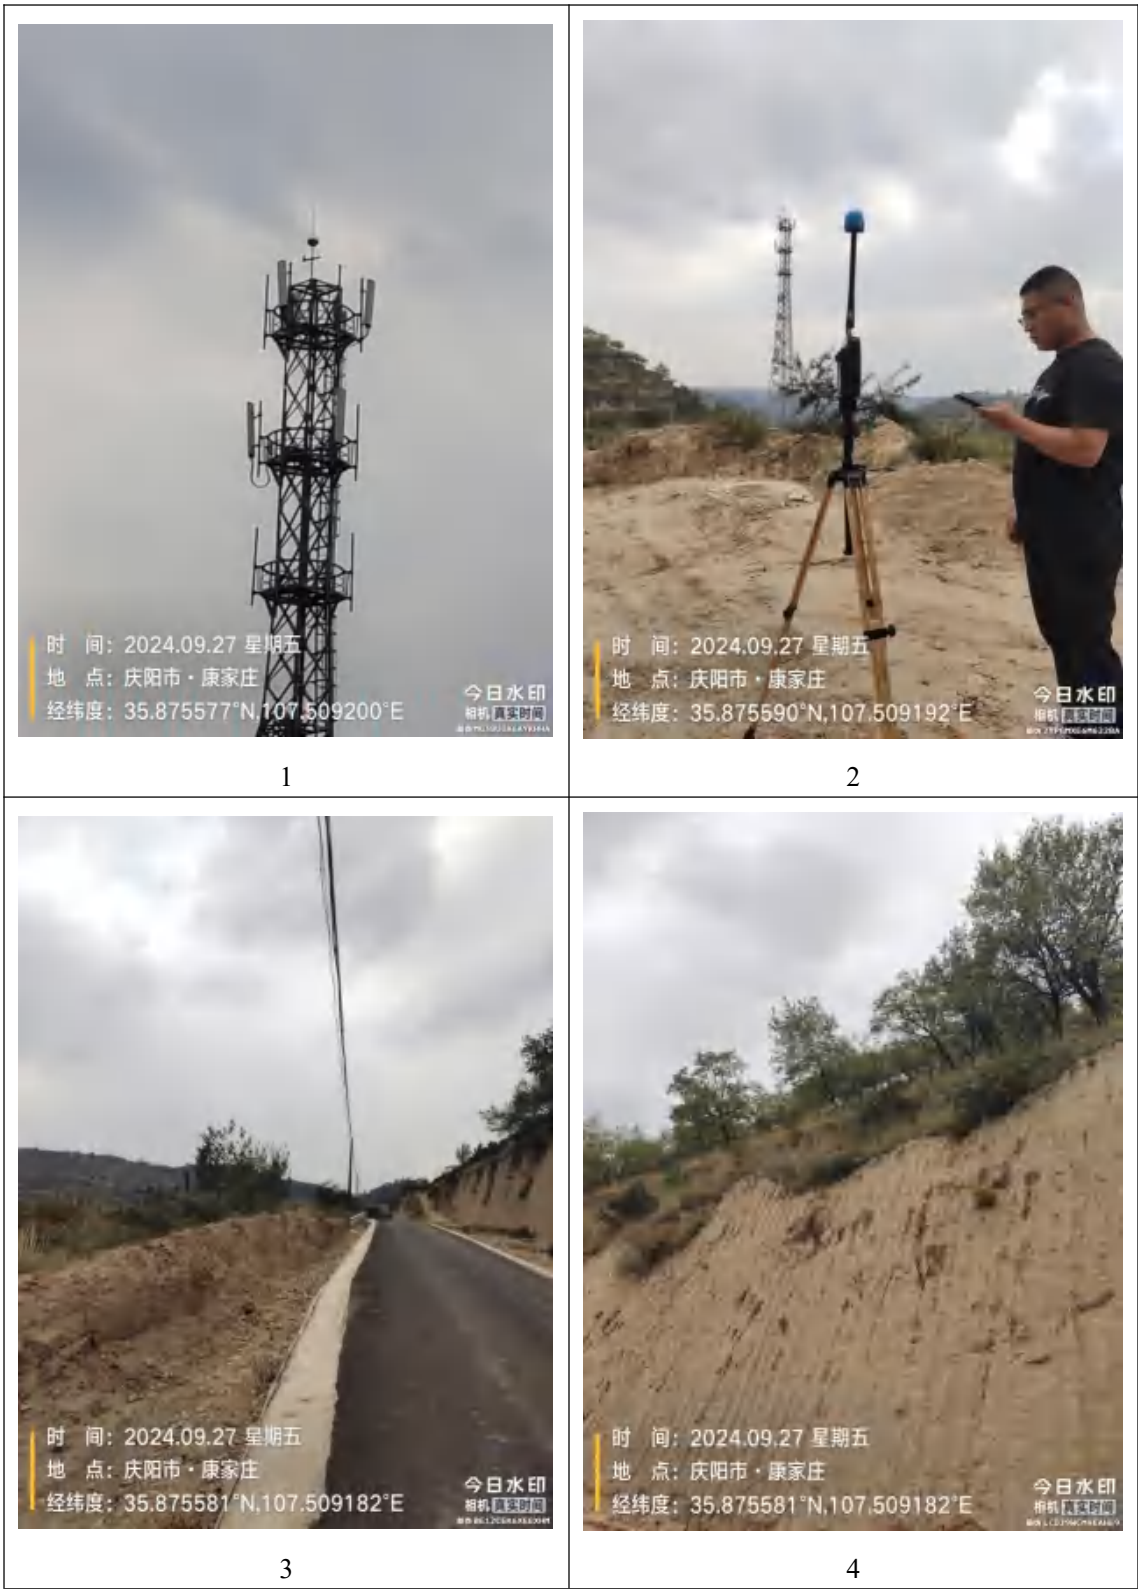 时 间：2024.09.27 星期五
地 点：庆阳市·康家庄
经纬度：35.875577°N,107.509200°E
今日水印
相机 真实时间
1
时 间：2024.09.27 星期五
地 点：庆阳市·康家庄
经纬度：35.875590°N,107.509192°E
今日水印
相机 真实时间
2
时 间：2024.09.27 星期五
地 点：庆阳市·康家庄
经纬度：35.875581°N,107.509182°E
今日水印
相机 真实时间
3
时 间：2024.09.27 星期五
地 点：庆阳市·康家庄
经纬度：35.875581°N,107.509182°E
今日水印
相机 真实时间
4